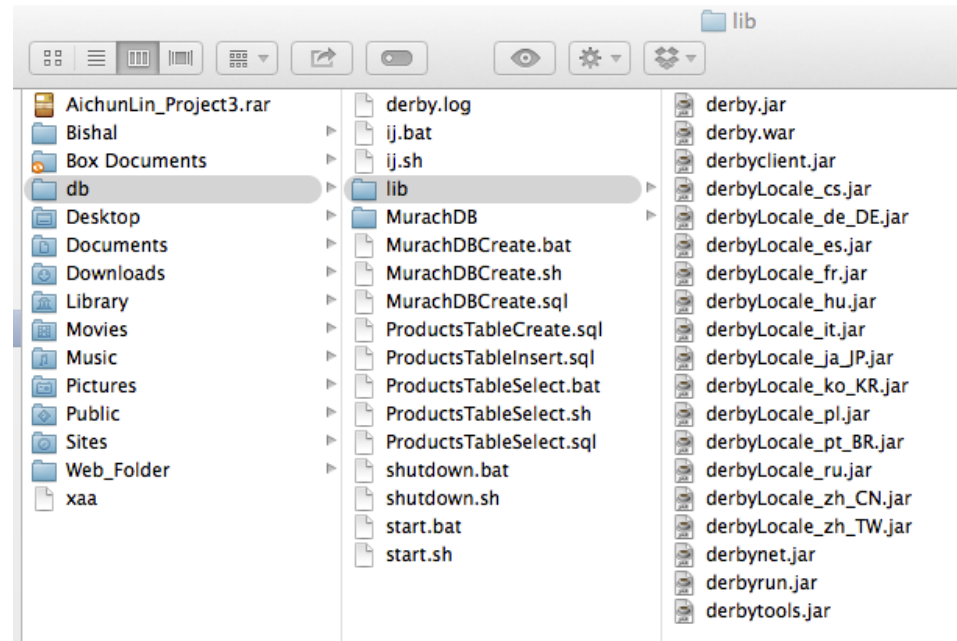 lib
AichunLin_Project3.rar
Bishal
Box Documents
db
Desktop
Documents
Downloads
Library
Movies
Music
Pictures
Public
Sites
Web_Folder
xaa
derby.log
ij.bat
ij.sh
lib
MurachDB
MurachDBCreate.bat
MurachDBCreate.sh
MurachDBCreate.sql
ProductsTableCreate.sql
ProductsTableInsert.sql
ProductsTableSelect.bat
ProductsTableSelect.sh
ProductsTableSelect.sql
shutdown.bat
shutdown.sh
start.bat
start.sh
derby.jar
derby.war
derbyclient.jar
derbyLocale_cs.jar
derbyLocale_de_DE.jar
derbyLocale_es.jar
derbyLocale_fr.jar
derbyLocale_hu.jar
derbyLocale_it.jar
derbyLocale_ja_JP.jar
derbyLocale_ko_KR.jar
derbyLocale_pl.jar
derbyLocale_pt_BR.jar
derbyLocale_ru.jar
derbyLocale_zh_CN.jar
derbyLocale_zh_TW.jar
derbynet.jar
derbyrun.jar
derbytools.jar